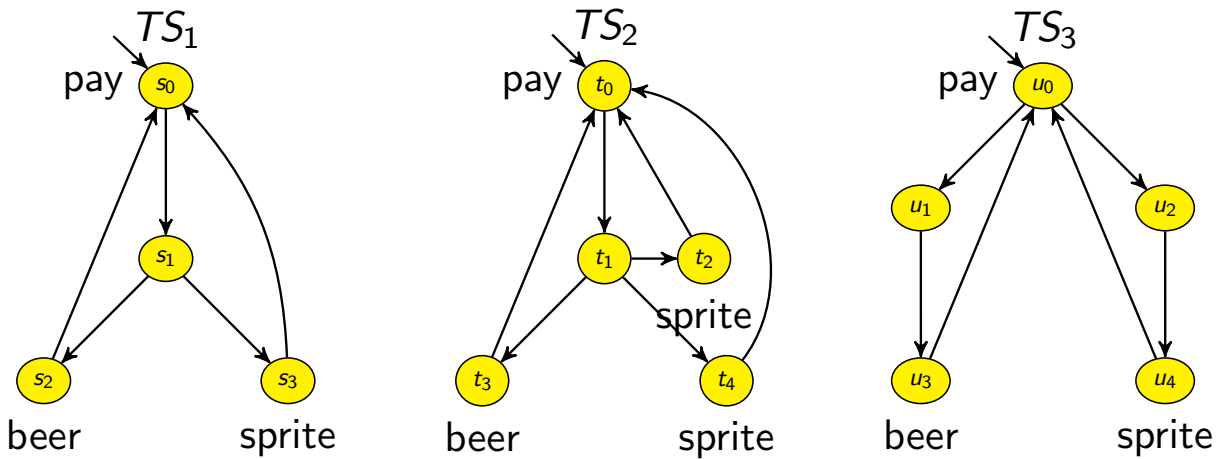 TS₁ TS₂ TS₃
pay s₀ pay t₀ pay u₀
u₁ u₂
s₁ t₁ t₂
sprite
s₂ s₃ t₃ t₄ u₃ u₄
beer sprite beer sprite beer sprite